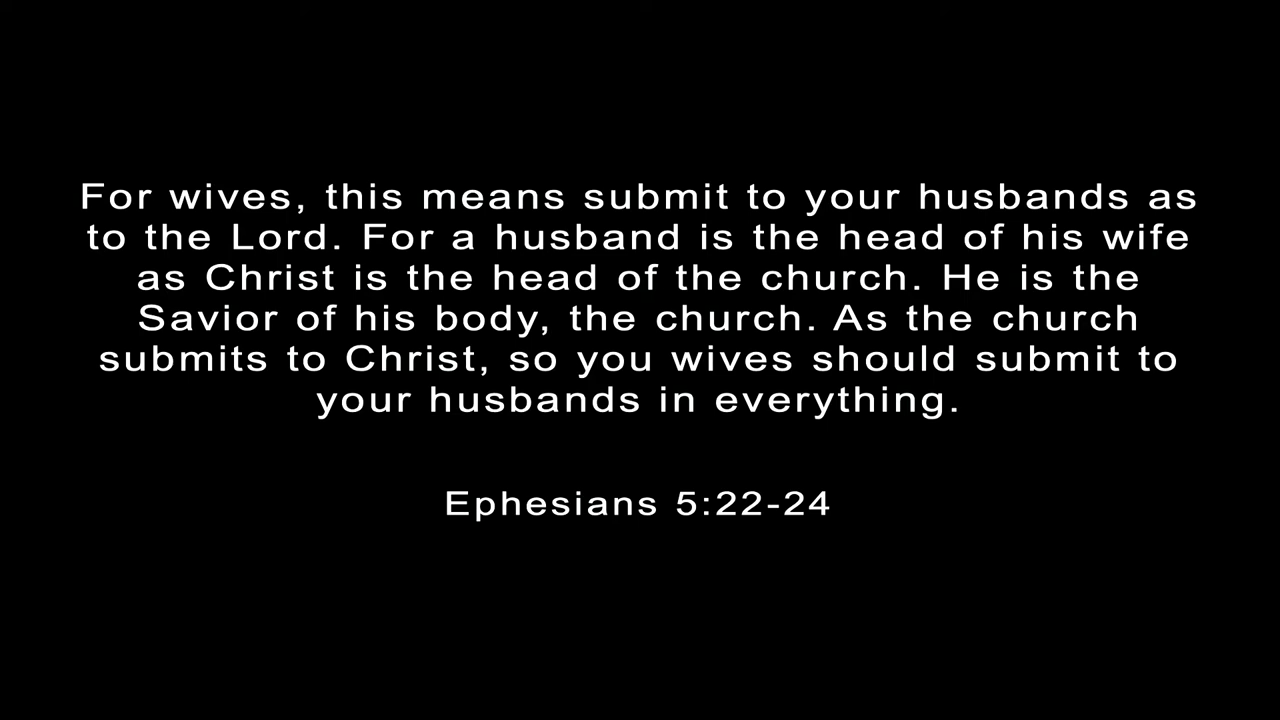 For wives, this means submit to your husbands as
to the Lord. For a husband is the head of his wife
as Christ is the head of the church. He is the
Savior of his body, the church. As the church
submits to Christ, so you wives should submit to
your husbands in everything.
Ephesians 5:22-24